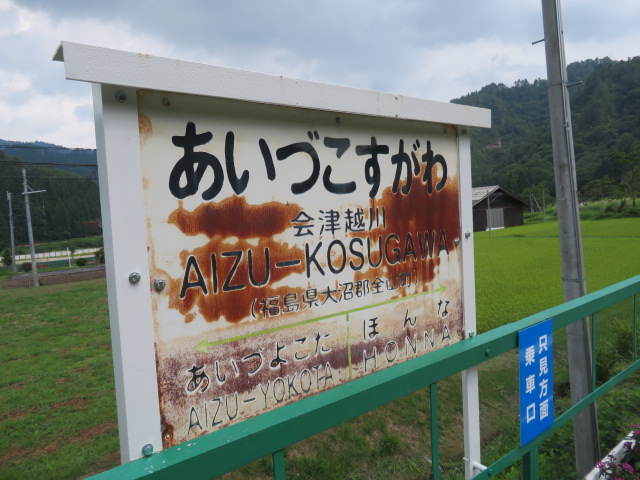 あいづこすがわ
会津越川
AIZU-KOSUGAWA
(福島県大沼郡金山町)
あいづよこた ほんな
AIZU-YOKOTA HONNA
只見方面
乗車口